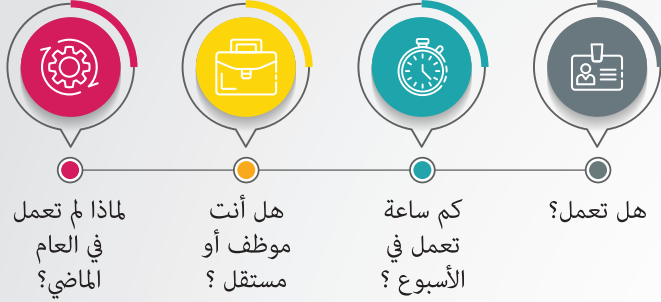 هل تعمل؟
كم ساعة
تعمل في
الأسبوع ؟
هل أنت
موظف أو
مستقل ؟
لماذا لم تعمل
في العام
الماضي؟